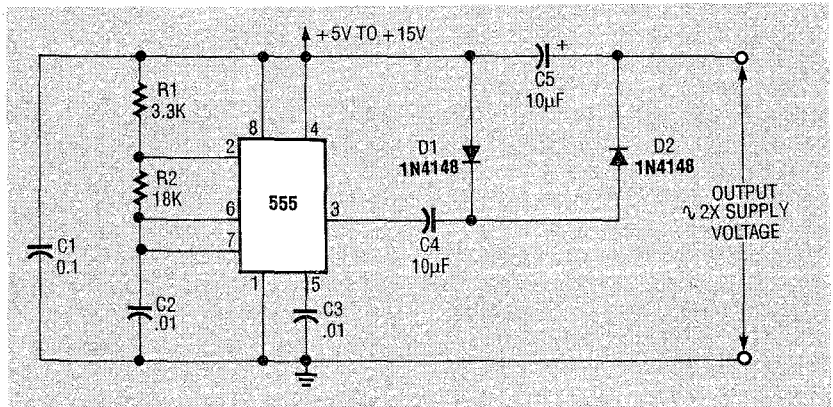 +5V TO +15V
R1
3.3K
8
4
C5
+
10µF
2
D1
1N4148
D2
1N4148
R2
18K
555
6
3
7
OUTPUT
∿ 2X SUPPLY
VOLTAGE
C4
10µF
C1
0.1
1
5
C2
.01
C3
.01